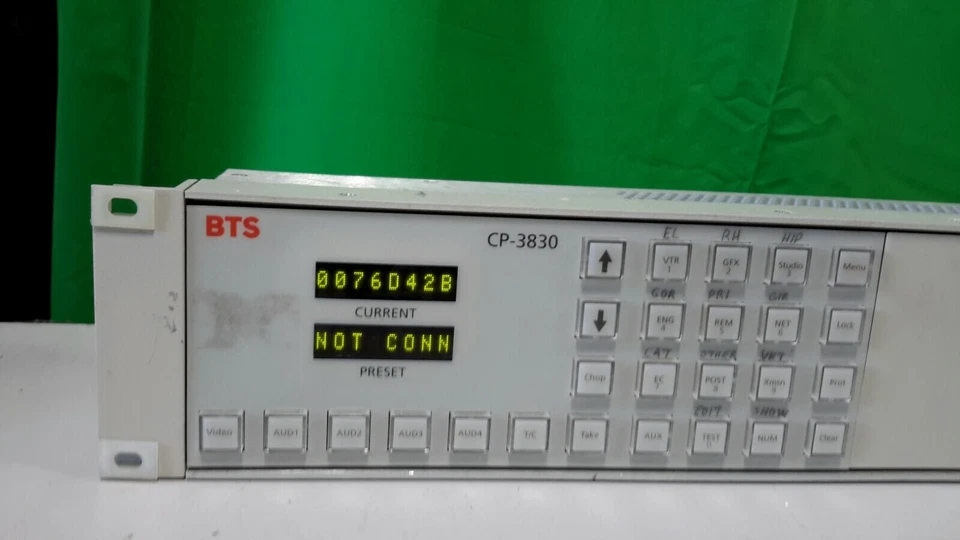 BTS
CP-3830
0076D42B
CURRENT
NOT CONN
PRESET
EL RH HIP
VTR 1 GFX 2 Studio 3 Menu
GOR PRI GIR
ENG 4 REM 5 NET 6 Lock
CAT OTHER VRT
Chop EC 7 POST 8 Xmsn 9 Prot
EDIT SHOW
Video AUD1 AUD2 AUD3 AUD4 T/C Take AUX TEST 0 NUM Clear